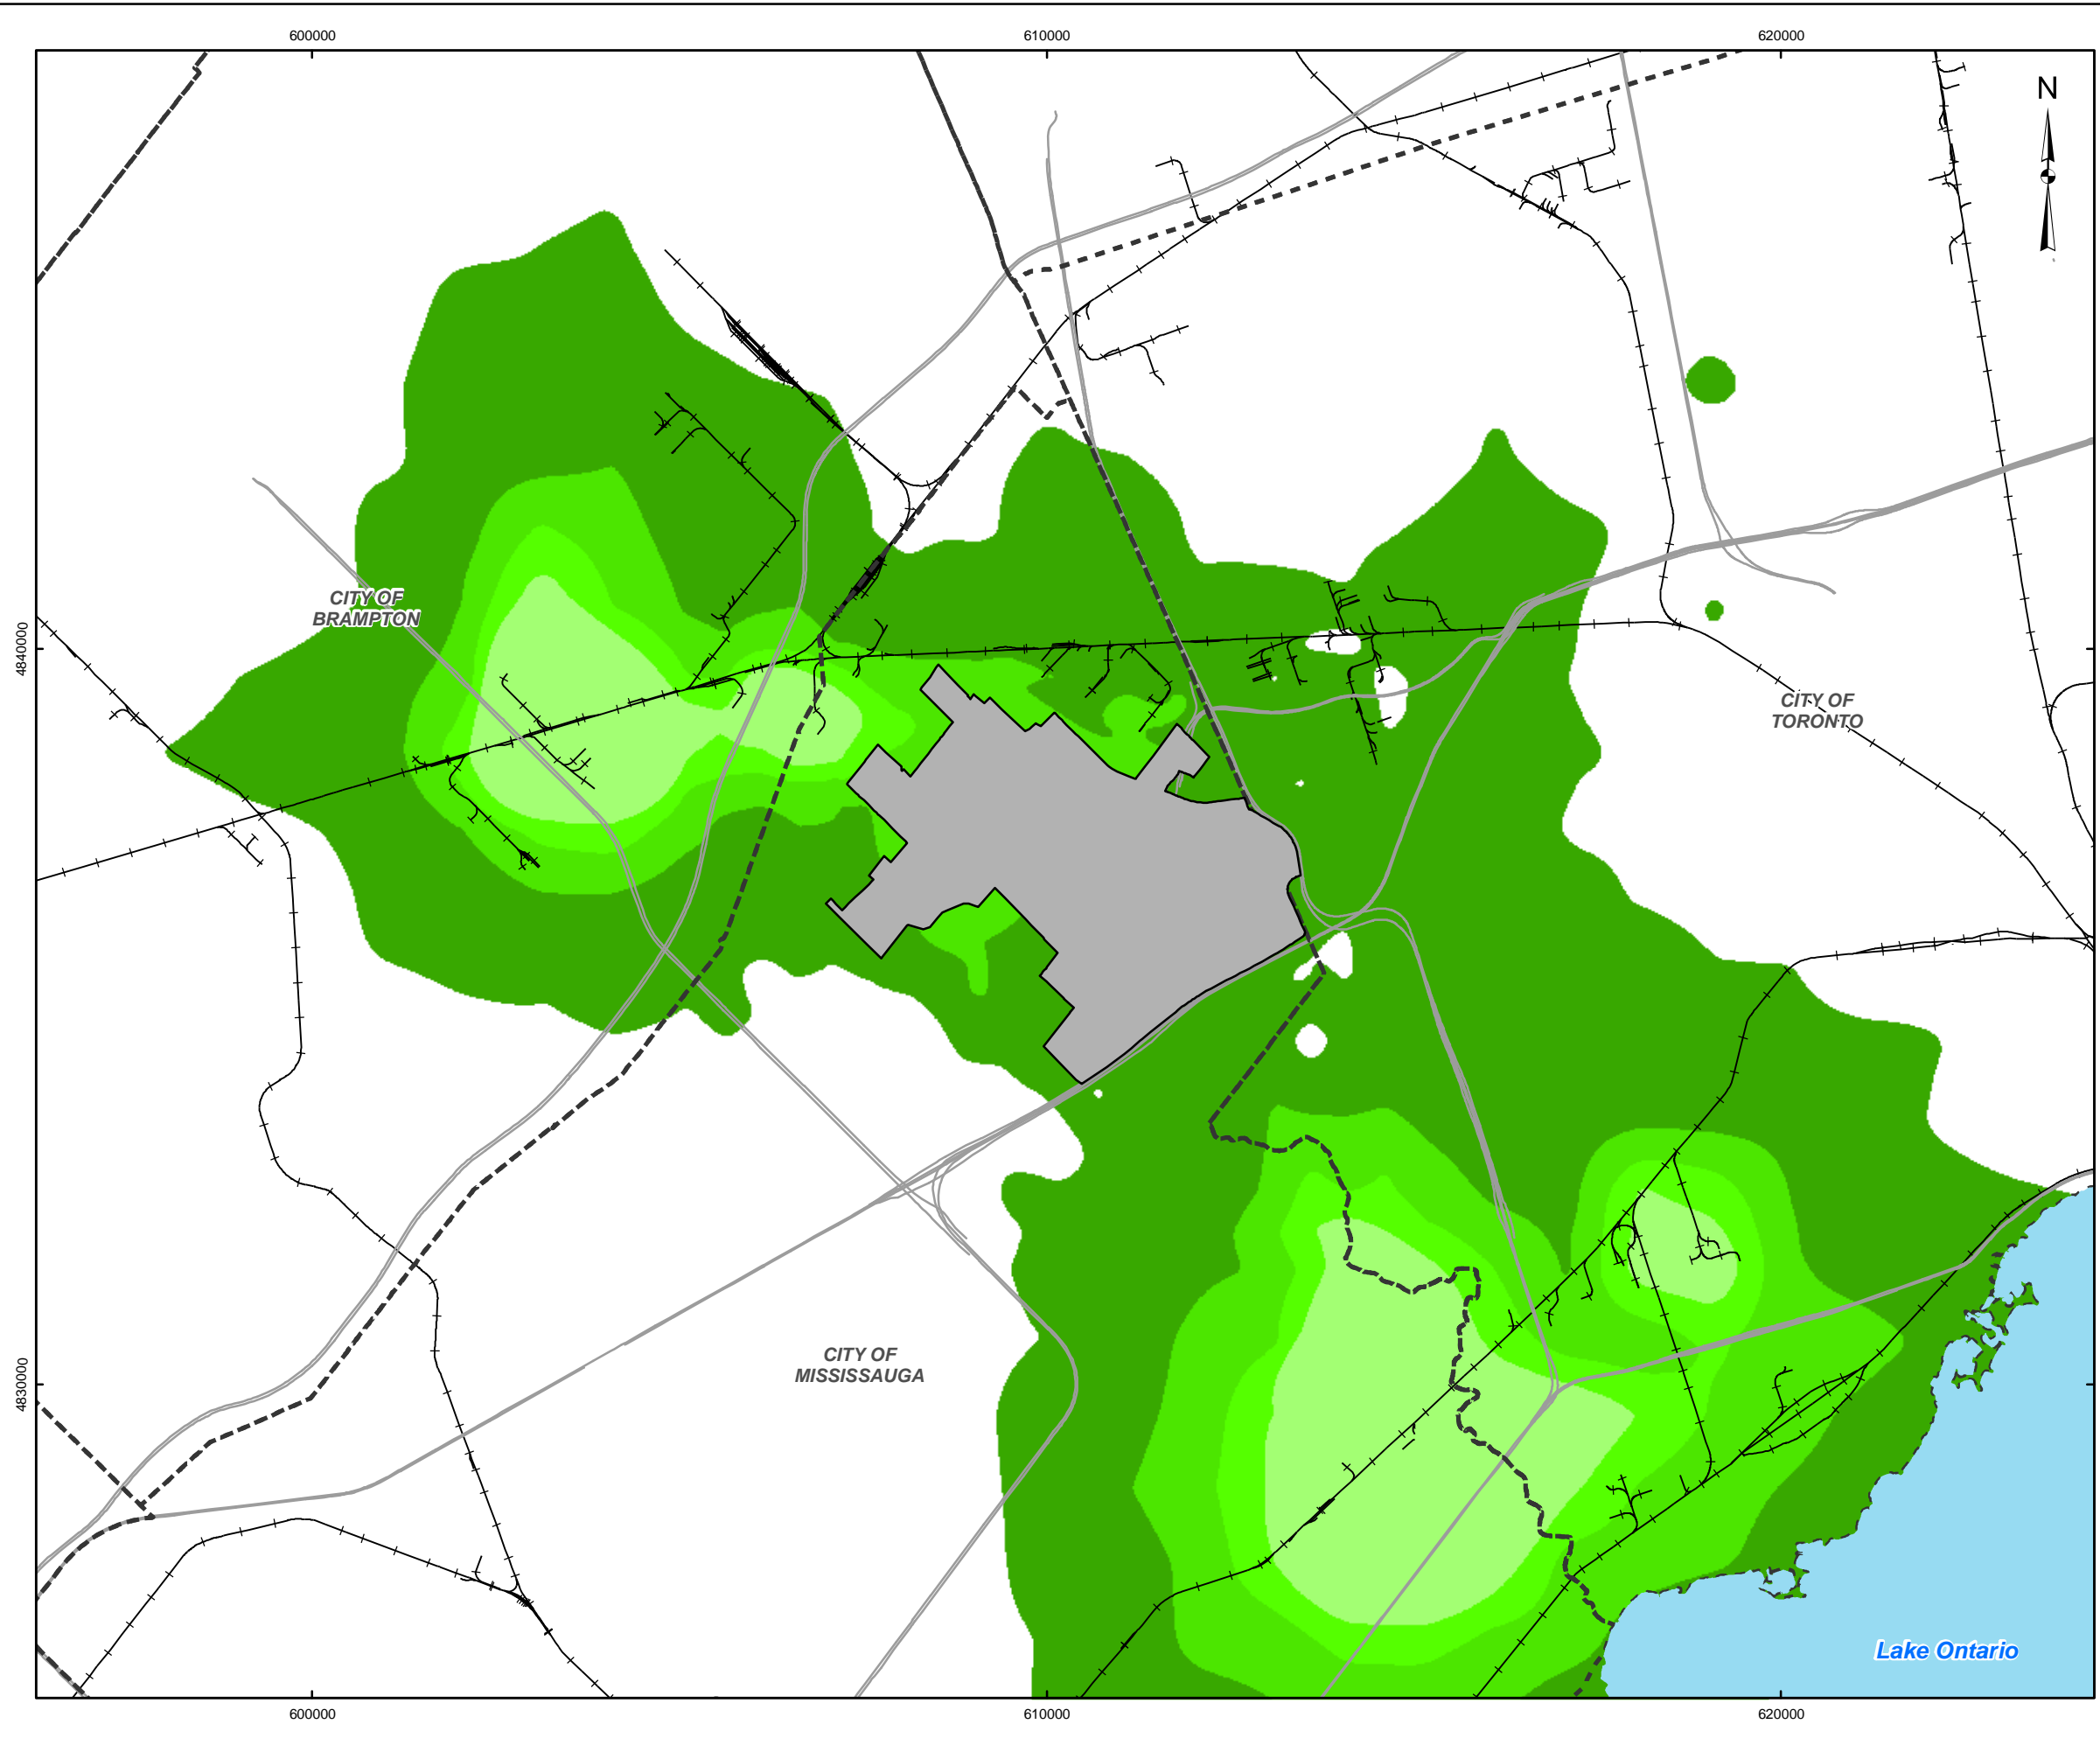 600000
610000
620000
N
4840000
CITY OF
BRAMPTON
CITY OF
TORONTO
4830000
CITY OF
MISSISSAUGA
Lake Ontario
600000
610000
620000